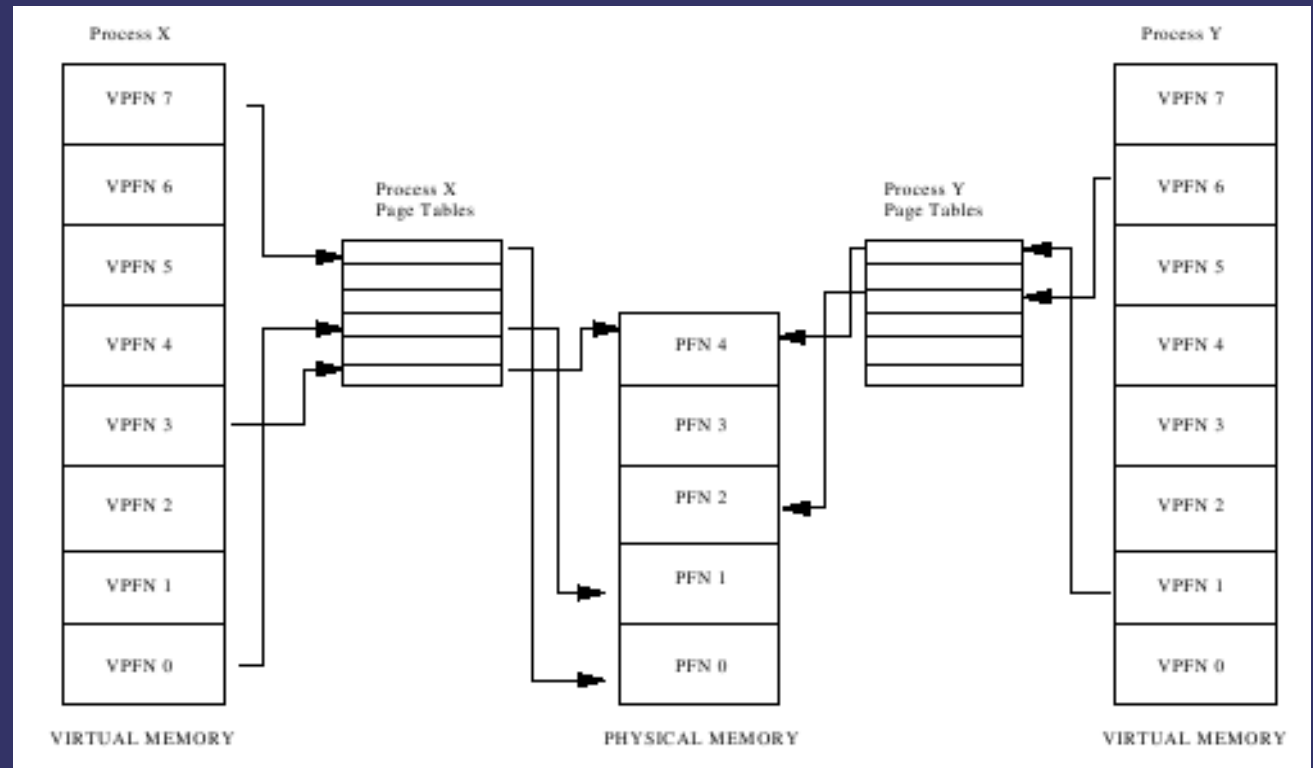 Process X
Process Y
VPFN 7
VPFN 6
VPFN 5
VPFN 4
VPFN 3
VPFN 2
VPFN 1
VPFN 0
VIRTUAL MEMORY
Process X
Page Tables
PFN 4
PFN 3
PFN 2
PFN 1
PFN 0
PHYSICAL MEMORY
Process Y
Page Tables
VPFN 7
VPFN 6
VPFN 5
VPFN 4
VPFN 3
VPFN 2
VPFN 1
VPFN 0
VIRTUAL MEMORY